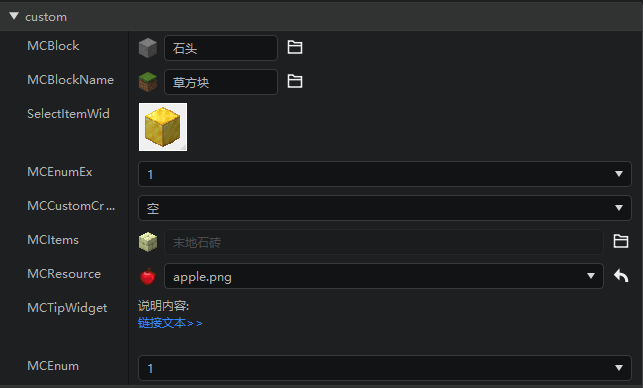 custom
MCBlock 石头
MCBlockName 草方块
SelectItemWid
MCEnumEx 1
MCCustomCr... 空
MCItems 末地石砖
MCResource apple.png
MCTipWidget 说明内容:
链接文本>>
MCEnum 1